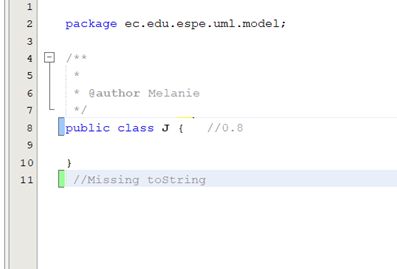 1
2 package ec.edu.espe.uml.model;
3
4 /**
5 *
6 * @author Melanie
7 */
8 public class J { //0.8
9
10 }
11 //Missing toString